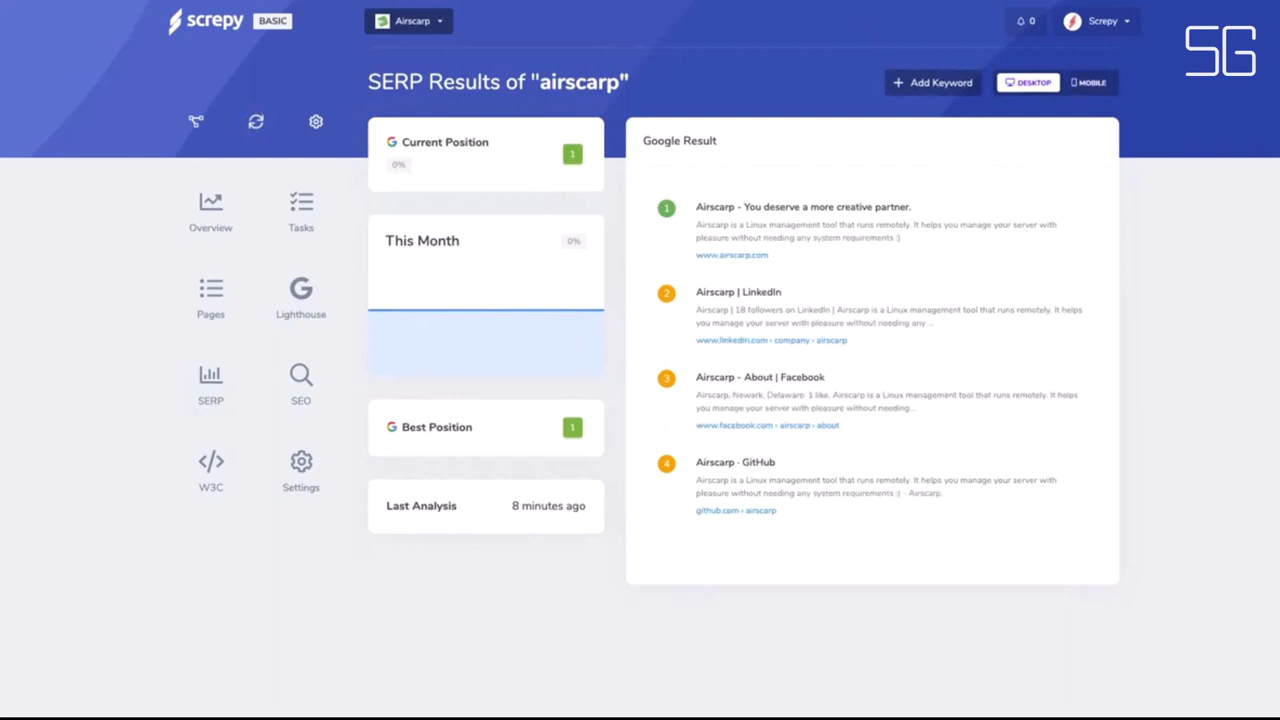 screpy BASIC
Airscarp
0
Screpy
SG
SERP Results of "airscarp"
+ Add Keyword
DESKTOP
MOBILE
Overview
Tasks
Pages
Lighthouse
SERP
SEO
W3C
Settings
Current Position
1
0%
This Month
0%
Best Position
1
Last Analysis
8 minutes ago
Google Result
1
Airscarp - You deserve a more creative partner.
Airscarp is a Linux management tool that runs remotely. It helps you manage your server with
pleasure without needing any system requirements :)
www.airscarp.com
2
Airscarp | LinkedIn
Airscarp | 18 followers on LinkedIn | Airscarp is a Linux management tool that runs remotely. It helps
you manage your server with pleasure without needing any ...
www.linkedin.com › company › airscarp
3
Airscarp - About | Facebook
Airscarp, Newark, Delaware. 1 like. Airscarp is a Linux management tool that runs remotely. It helps
you manage your server with pleasure without needing...
www.facebook.com › airscarp › about
4
Airscarp · GitHub
Airscarp is a Linux management tool that runs remotely. It helps you manage your server with
pleasure without needing any system requirements :) - Airscarp.
github.com › airscarp